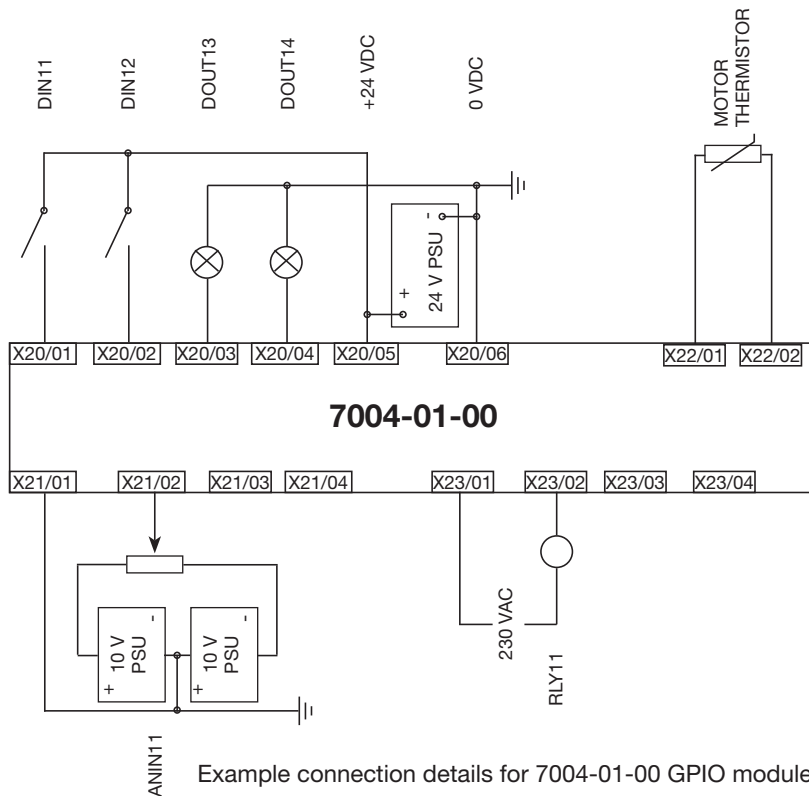 DIN11
DIN12
DOUT13
DOUT14
+24 VDC
0 VDC
MOTOR
THERMISTOR
-
24 V PSU
+
X20/01
X20/02
X20/03
X20/04
X20/05
X20/06
X22/01
X22/02
7004-01-00
X21/01
X21/02
X21/03
X21/04
X23/01
X23/02
X23/03
X23/04
-
10 V
PSU
+
-
10 V
PSU
+
230 VAC
RLY11
ANIN11
Example connection details for 7004-01-00 GPIO module